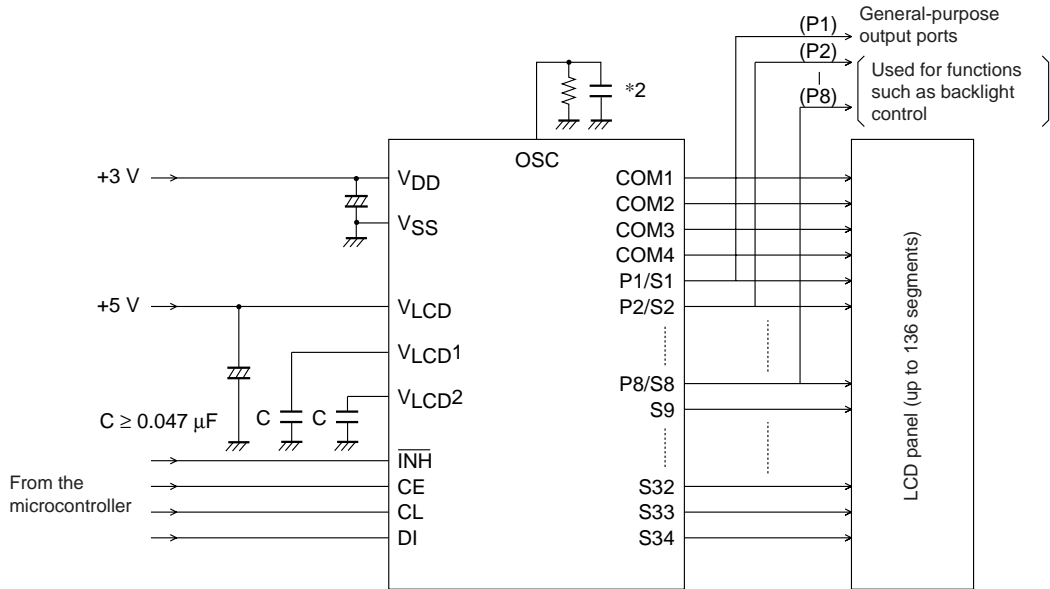 (P1)
General-purpose
output ports
(P2)
(P8)
Used for functions
such as backlight
control
*2
OSC
+3 V
VDD
VSS
+5 V
VLCD
VLCD1
VLCD2
C ≥ 0.047 μF
C
C
INH
From the
microcontroller
CE
CL
DI
COM1
COM2
COM3
COM4
P1/S1
P2/S2
P8/S8
S9
S32
S33
S34
LCD panel (up to 136 segments)